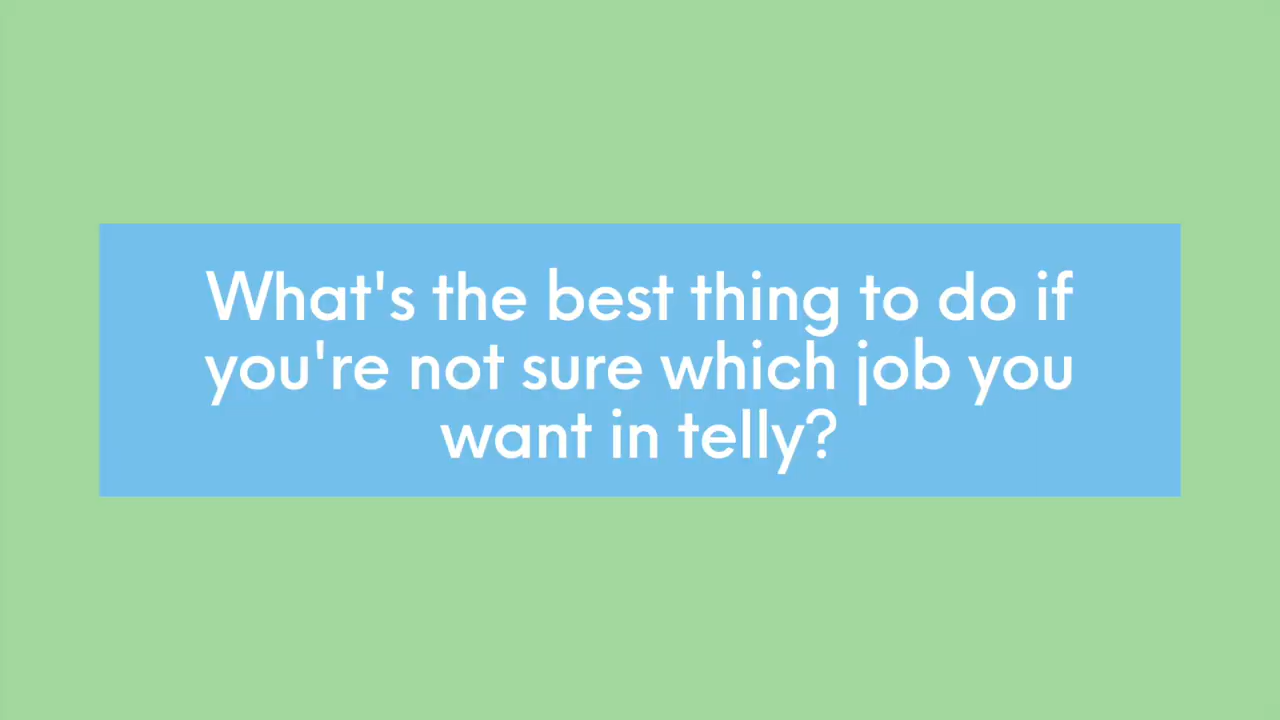 What's the best thing to do if
you're not sure which job you
want in telly?